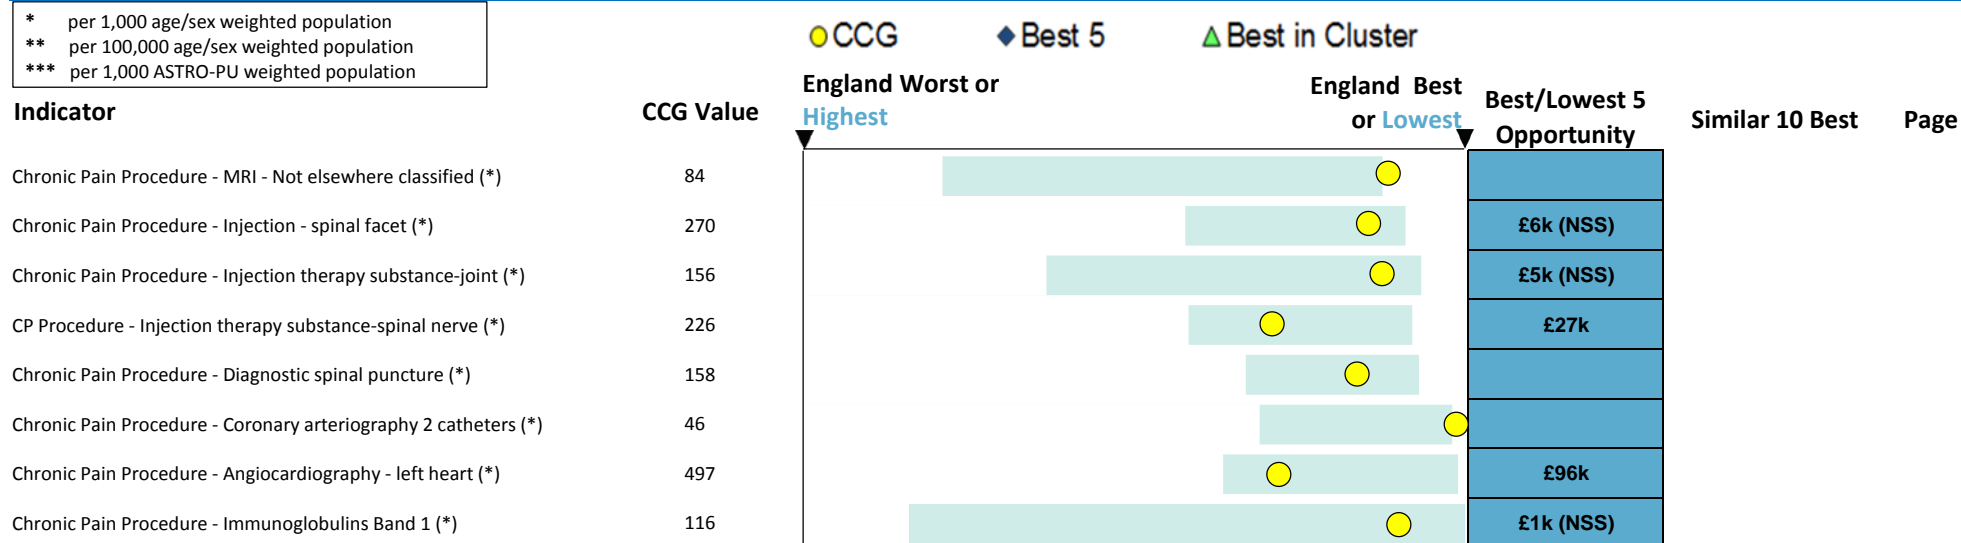 * per 1,000 age/sex weighted population
** per 100,000 age/sex weighted population
*** per 1,000 ASTRO-PU weighted population
CCG Best 5 Best in Cluster
Indicator CCG Value England Worst or Highest England Best or Lowest Best/Lowest 5 Opportunity Similar 10 Best Page
Chronic Pain Procedure - MRI - Not elsewhere classified (*) 84
Chronic Pain Procedure - Injection - spinal facet (*) 270 £6k (NSS)
Chronic Pain Procedure - Injection therapy substance-joint (*) 156 £5k (NSS)
CP Procedure - Injection therapy substance-spinal nerve (*) 226 £27k
Chronic Pain Procedure - Diagnostic spinal puncture (*) 158
Chronic Pain Procedure - Coronary arteriography 2 catheters (*) 46
Chronic Pain Procedure - Angiocardiography - left heart (*) 497 £96k
Chronic Pain Procedure - Immunoglobulins Band 1 (*) 116 £1k (NSS)